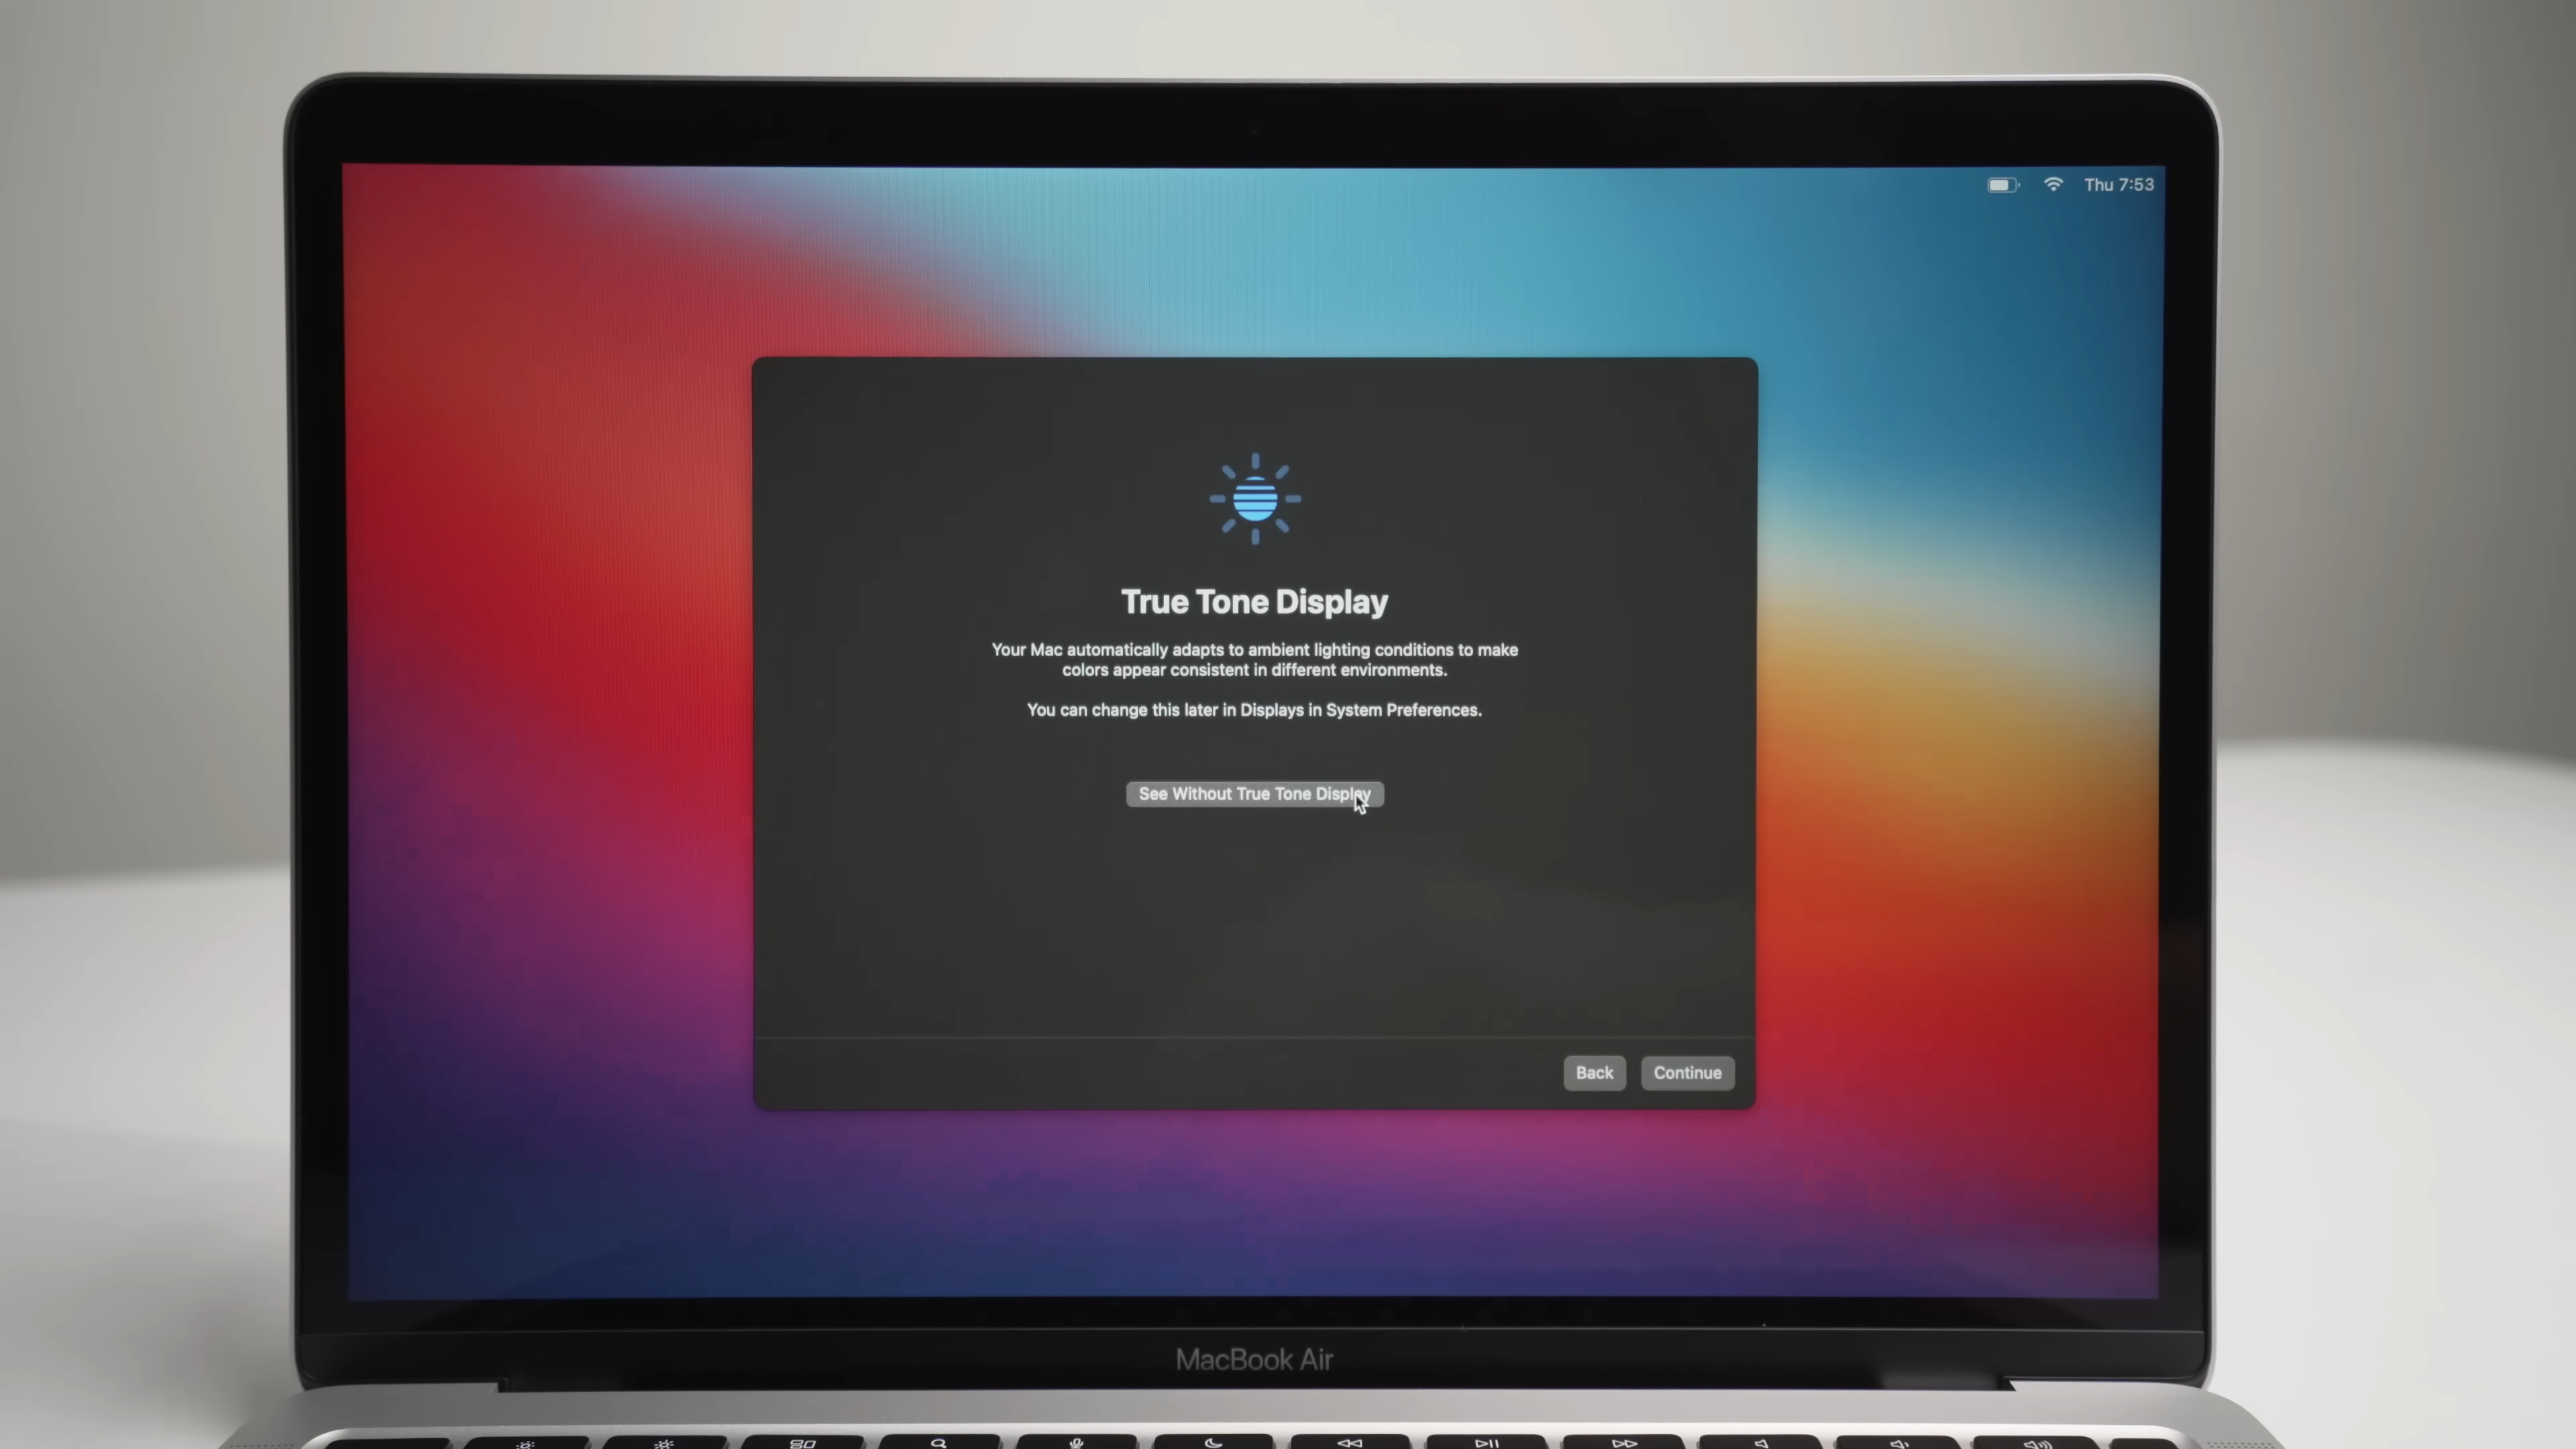 Thu 7:53
True Tone Display
Your Mac automatically adapts to ambient lighting conditions to make
colors appear consistent in different environments.
You can change this later in Displays in System Preferences.
See Without True Tone Display
Back
Continue
MacBook Air